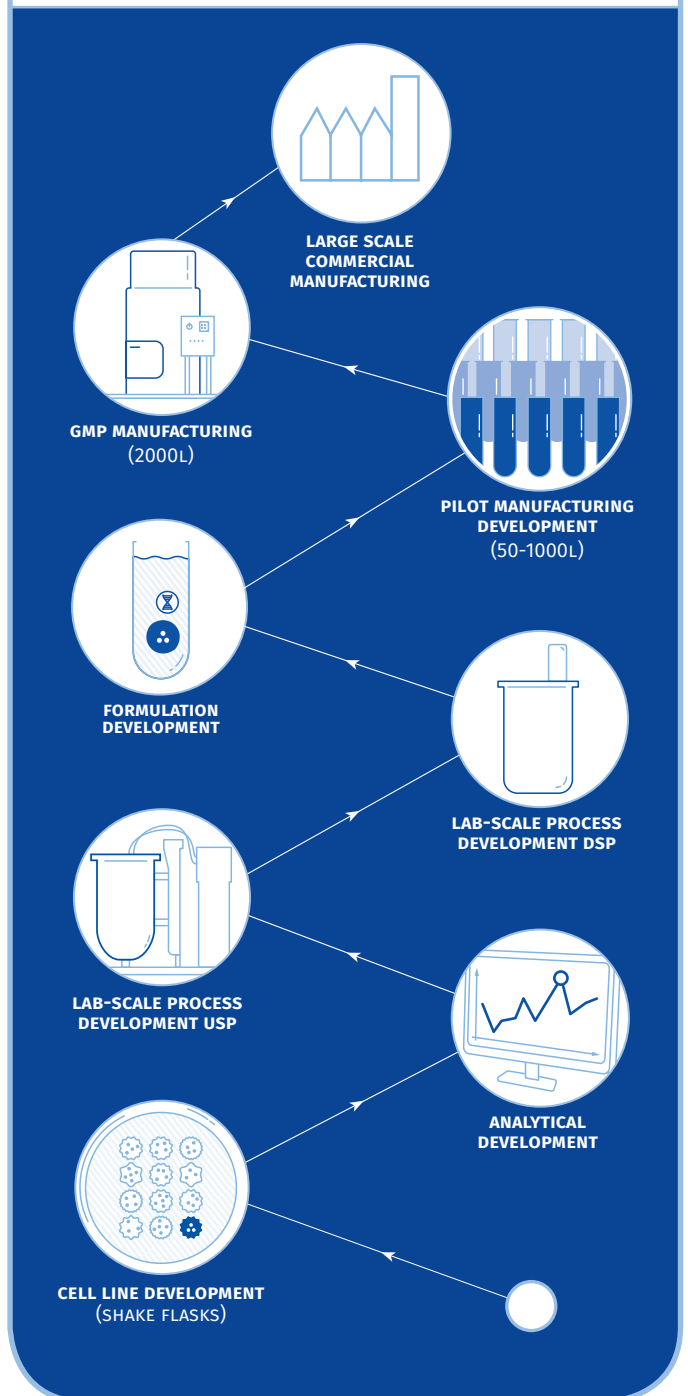 LARGE SCALE
COMMERCIAL
MANUFACTURING
GMP MANUFACTURING
(2000L)
PILOT MANUFACTURING
DEVELOPMENT
(50-1000L)
FORMULATION
DEVELOPMENT
LAB-SCALE PROCESS
DEVELOPMENT DSP
LAB-SCALE PROCESS
DEVELOPMENT USP
ANALYTICAL
DEVELOPMENT
CELL LINE DEVELOPMENT
(SHAKE FLASKS)